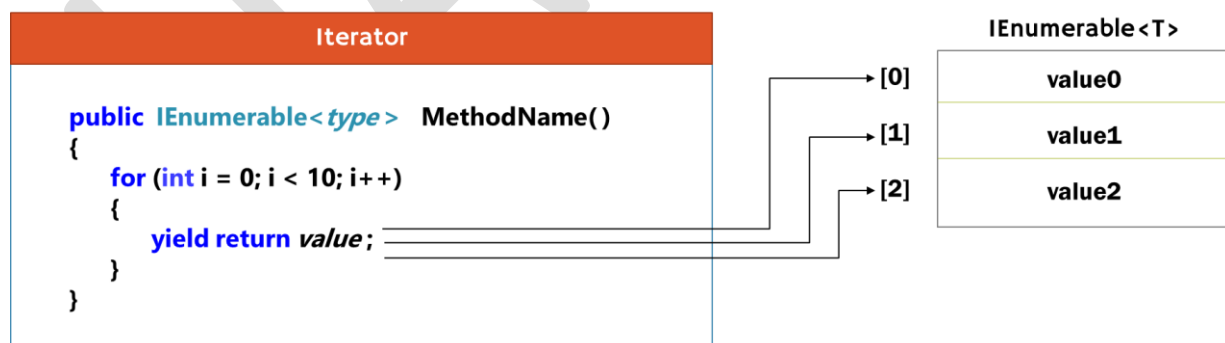 Iterator
public IEnumerable<type> MethodName()
{
for (int i = 0; i < 10; i++)
{
yield return value;
}
}
IEnumerable<T>
[0] value0
[1] value1
[2] value2